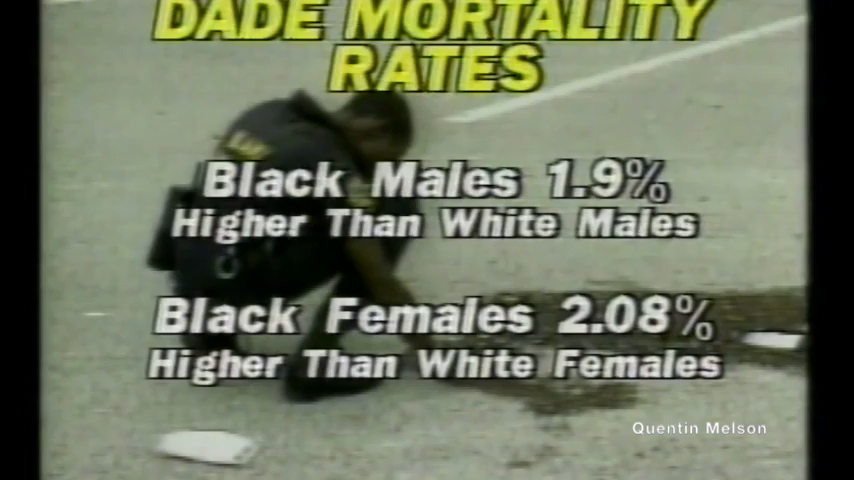 DADE MORTALITY
RATES
Black Males 1.9%
Higher Than White Males
Black Females 2.08%
Higher Than White Females
Quentin Melson